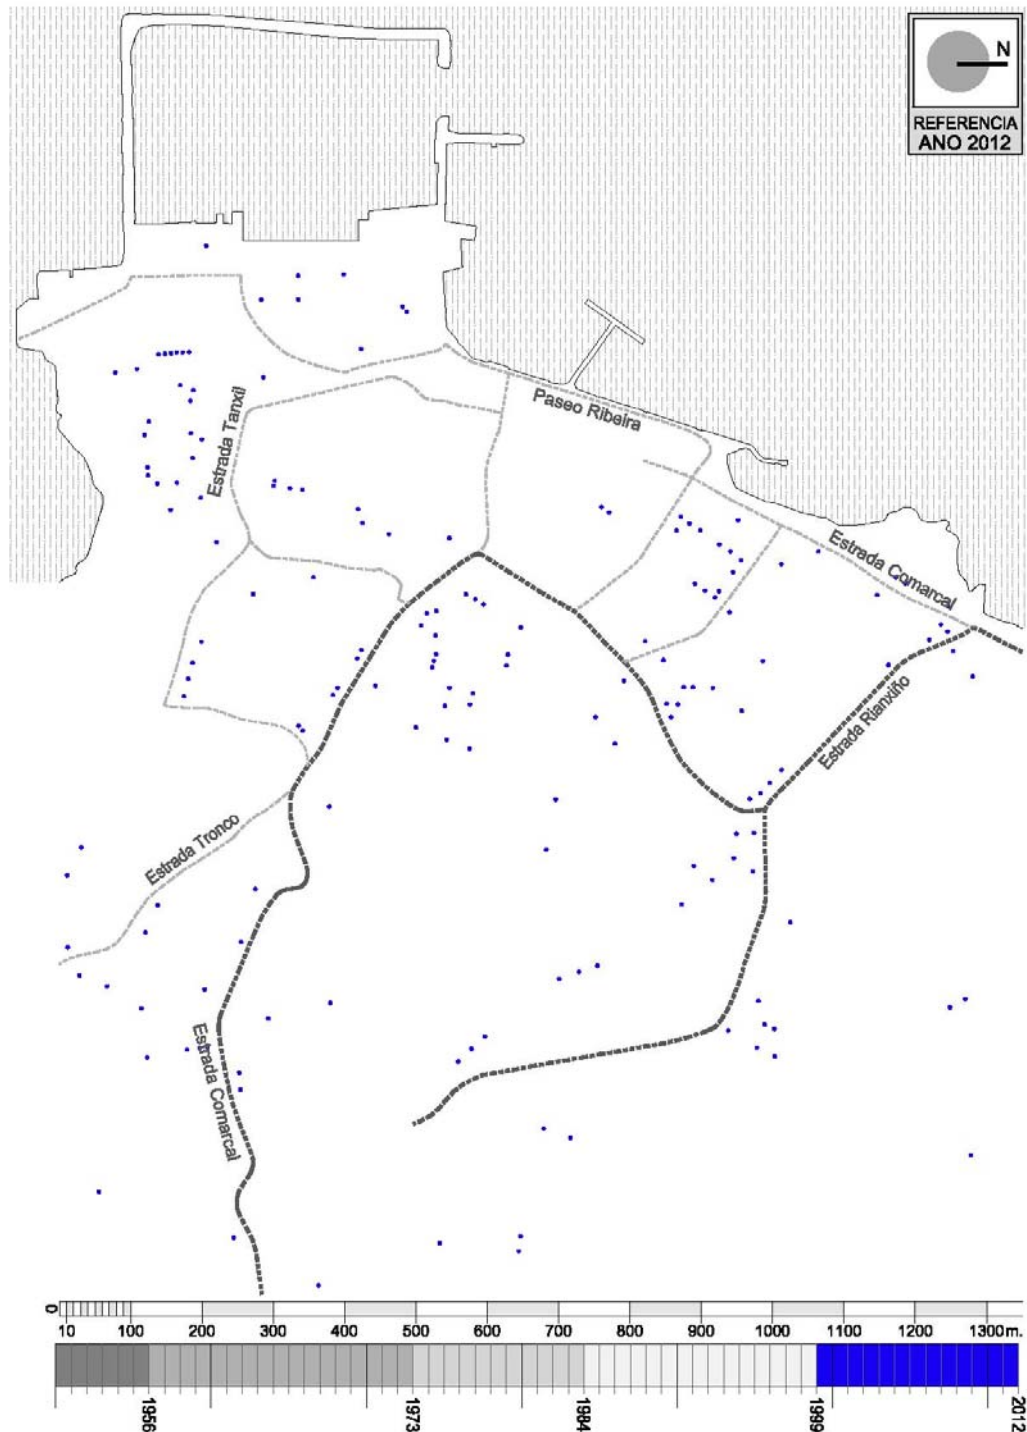 N
REFERENCIA
ANO 2012
Estrada Tanxil
Paseo Ribeira
Estrada Comarcal
Estrada Rianxiño
Estrada Tronco
Estrada Comarcal
0
10 100 200 300 400 500 600 700 800 900 1000 1100 1200 1300m.
1956 1973 1984 1999 2012